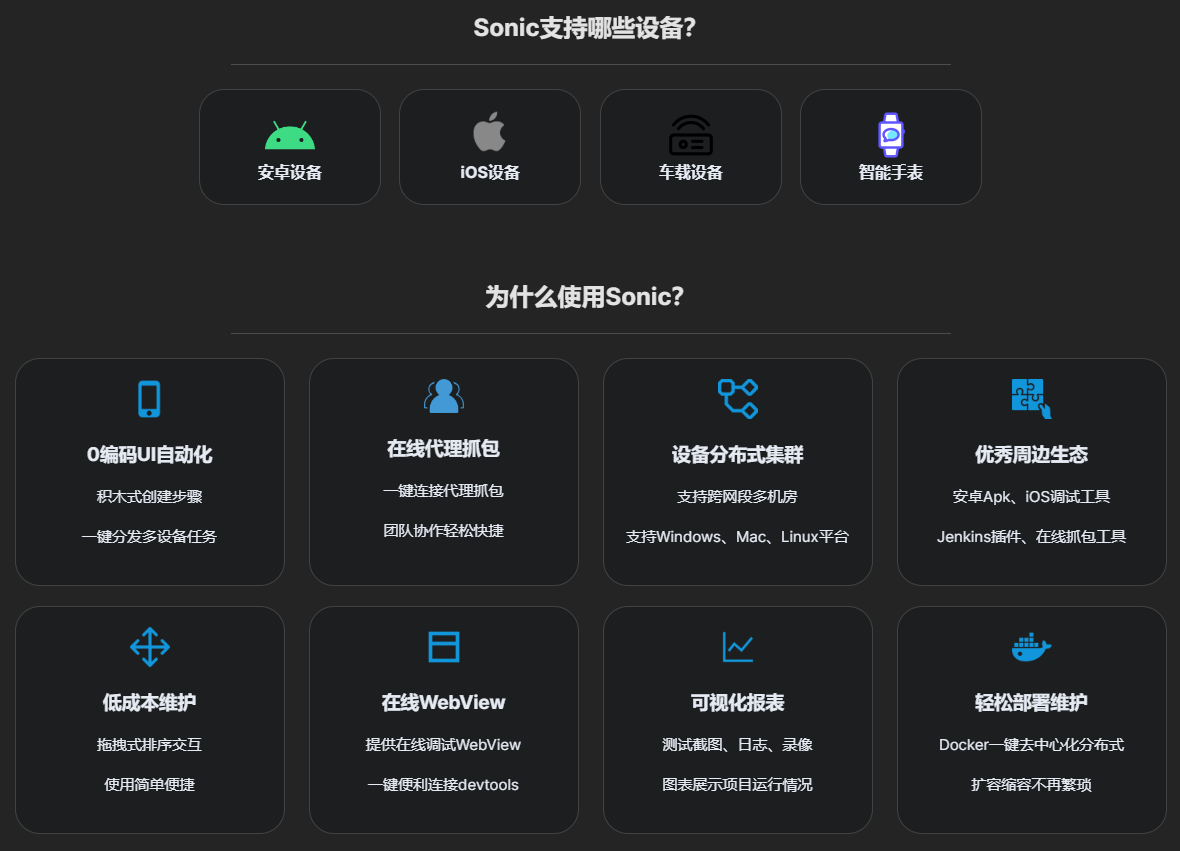 Sonic支持哪些设备？
安卓设备
iOS设备
车载设备
智能手表
为什么使用Sonic？
0编码UI自动化
积木式创建步骤
一键分发多设备任务
在线代理抓包
一键连接代理抓包
团队协作轻松快捷
设备分布式集群
支持跨网段多机房
支持Windows、Mac、Linux平台
优秀周边生态
安卓Apk、iOS调试工具
Jenkins插件、在线抓包工具
低成本维护
拖拽式排序交互
使用简单便捷
在线WebView
提供在线调试WebView
一键便利连接devtools
可视化报表
测试截图、日志、录像
图表展示项目运行情况
轻松部署维护
Docker一键去中心化分布式
扩容缩容不再繁琐